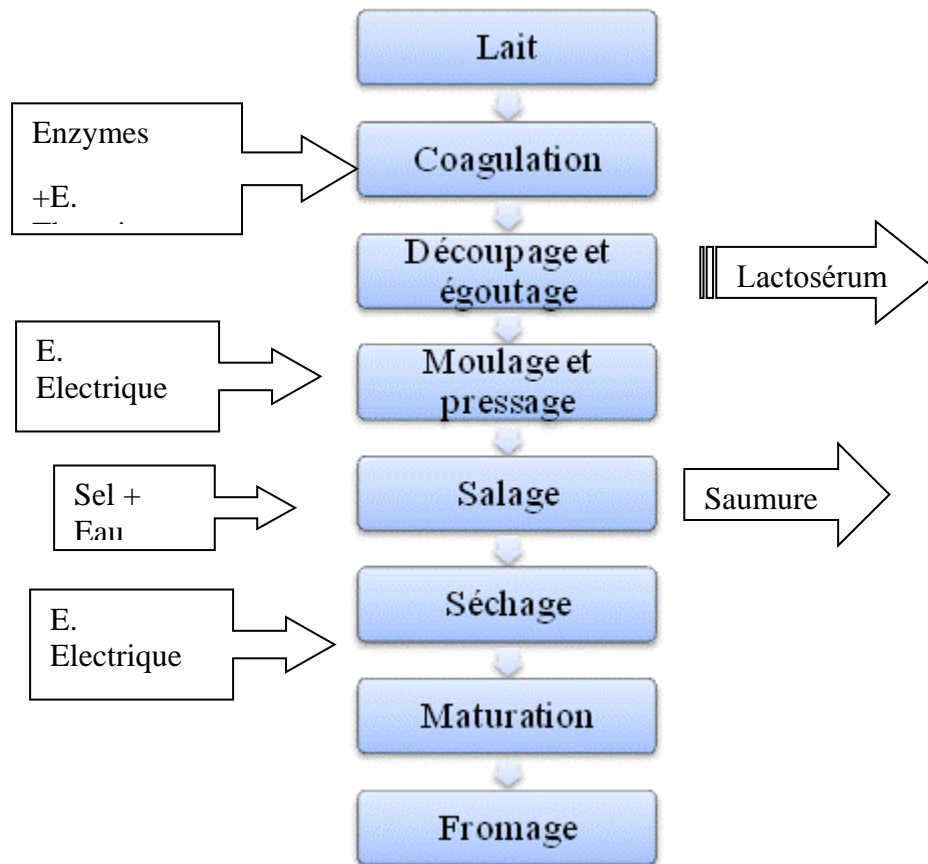 Lait
Enzymes
+E.
Coagulation
Découpage et
égoutage
Lactosérum
E.
Electrique
Moulage et
pressage
Sel +
Eau
Salage
Saumure
E.
Electrique
Séchage
Maturation
Fromage